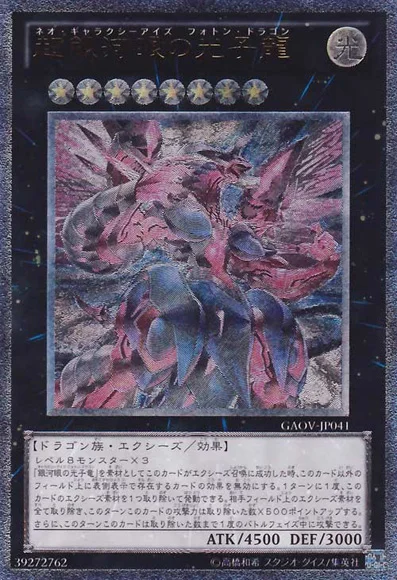 ネオ・ギャラクシーアイズ フォトン・ドラゴン
超銀河眼の光子龍
光
GAOV-JP041
【ドラゴン族・エクシーズ/効果】
レベル8モンスター×3
「銀河眼の光子竜」を素材としてこのカードがエクシーズ召喚に成功した時、このカード以外の
フィールド上に表側表示で存在するカードの効果を無効にする。1ターンに1度、こ
のカードのエクシーズ素材を1つ取り除いて発動できる。相手フィールド上のエクシーズ素材を
全て取り除き、このターンこのカードの攻撃力は取り除いた数×500ポイントアップする。
さらに、このターンこのカードは取り除いた数まで1度のバトルフェイズ中に攻撃できる。
ATK/4500 DEF/3000
39272762
©高橋和希 スタジオ・ダイス/集英社